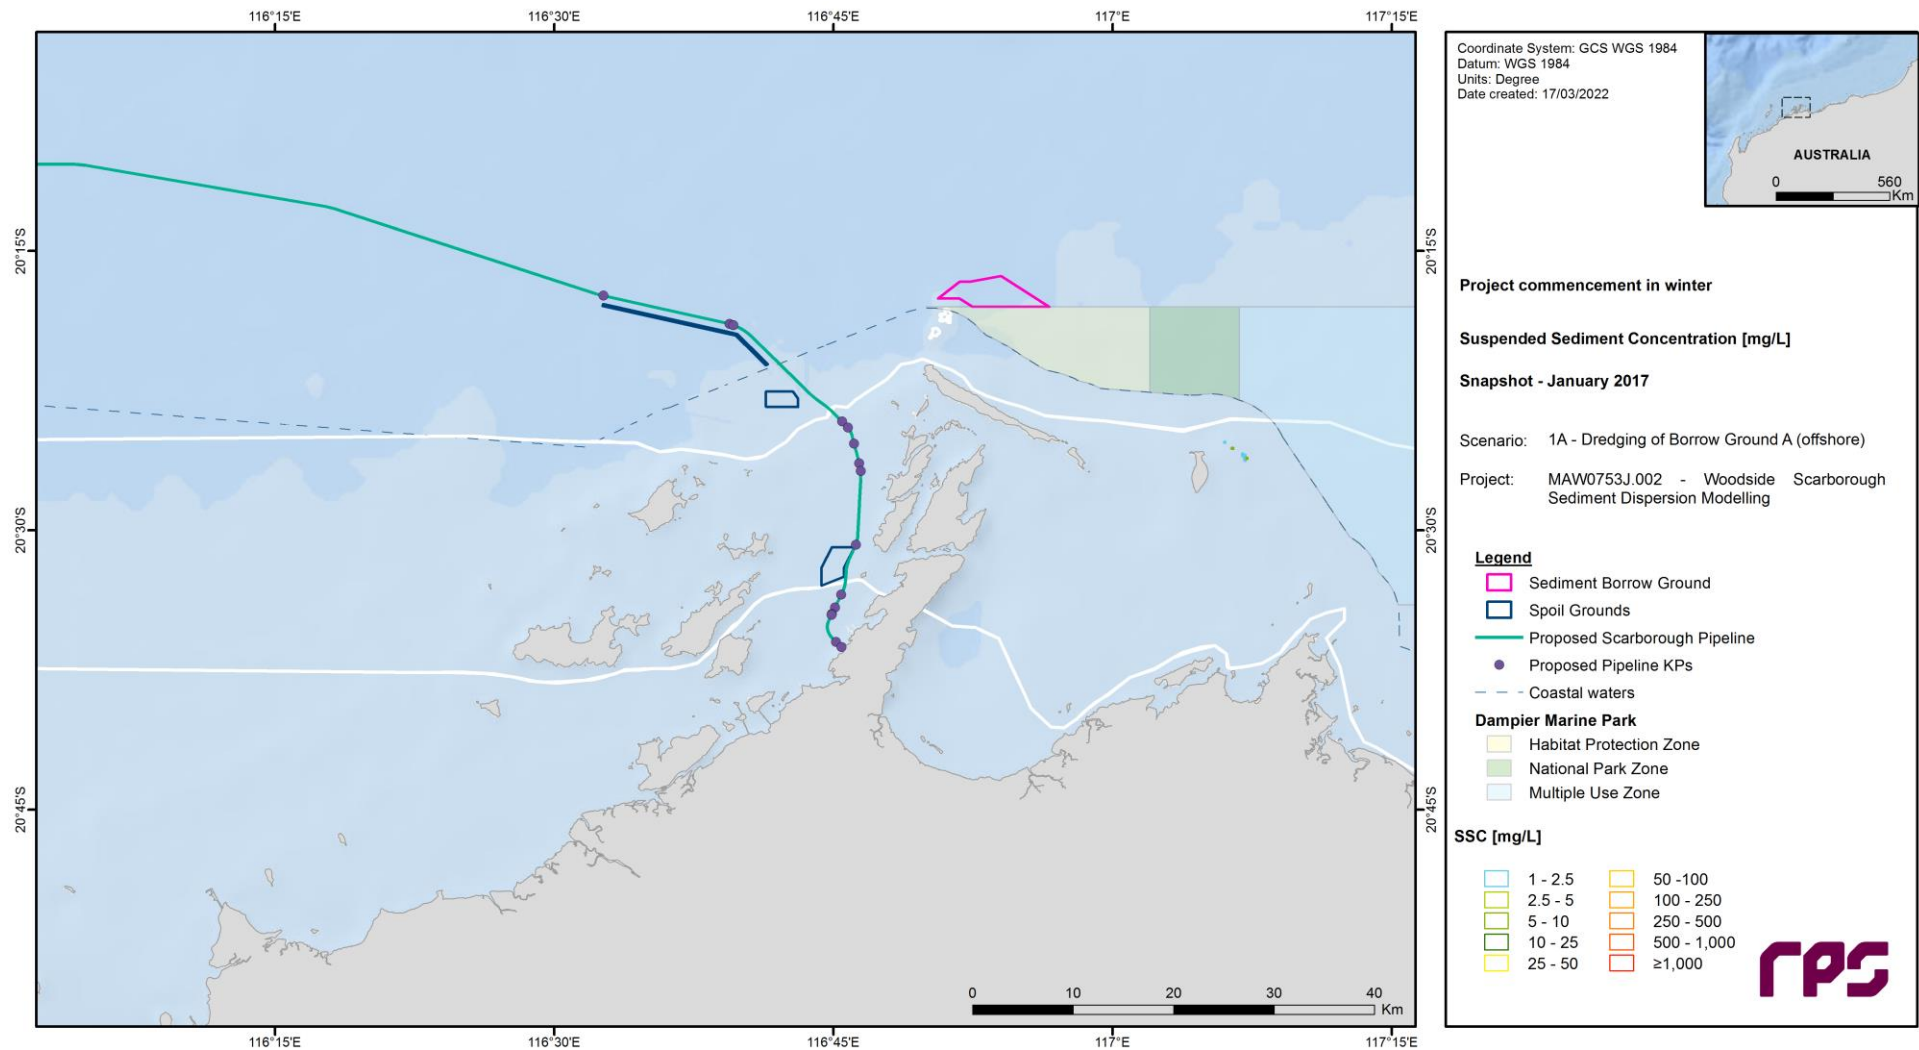 116°15'E 116°30'E 116°45'E 117°E 117°15'E
20°15'S 20°15'S
20°30'S 20°30'S
20°45'S 20°45'S
0 10 20 30 40
Km
116°15'E 116°30'E 116°45'E 117°E 117°15'E
Coordinate System: GCS WGS 1984
Datum: WGS 1984
Units: Degree
Date created: 17/03/2022
AUSTRALIA
0 560
Km
Project commencement in winter
Suspended Sediment Concentration [mg/L]
Snapshot - January 2017
Scenario: 1A - Dredging of Borrow Ground A (offshore)
Project: MAW0753J.002 - Woodside Scarborough
Sediment Dispersion Modelling
Legend
Sediment Borrow Ground
Spoil Grounds
Proposed Scarborough Pipeline
Proposed Pipeline KPs
Coastal waters
Dampier Marine Park
Habitat Protection Zone
National Park Zone
Multiple Use Zone
SSC [mg/L]
1 - 2.5 50 -100
2.5 - 5 100 - 250
5 - 10 250 - 500
10 - 25 500 - 1,000
25 - 50 ≥1,000
rps